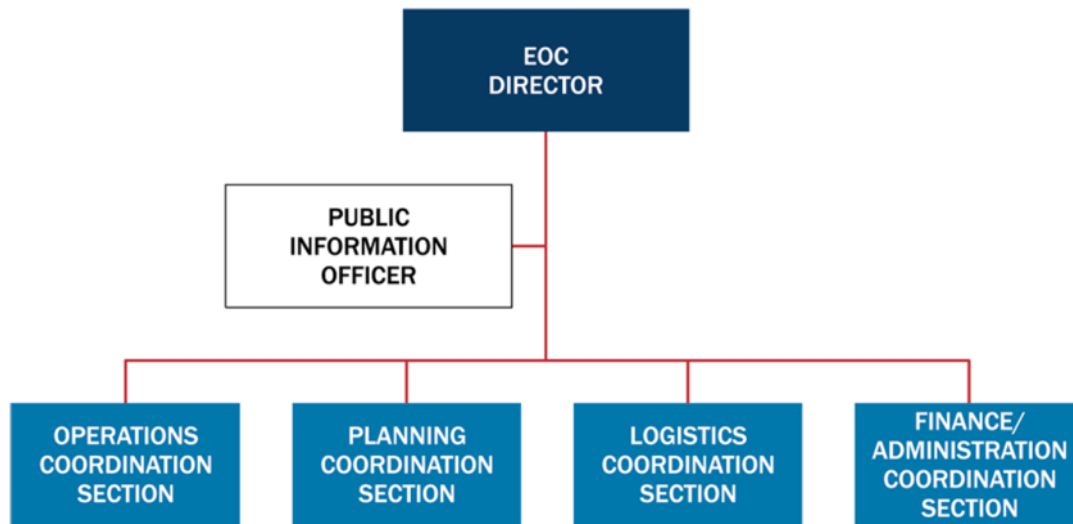 EOC
DIRECTOR
PUBLIC
INFORMATION
OFFICER
OPERATIONS
COORDINATION
SECTION
PLANNING
COORDINATION
SECTION
LOGISTICS
COORDINATION
SECTION
FINANCE/
ADMINISTRATION
COORDINATION
SECTION